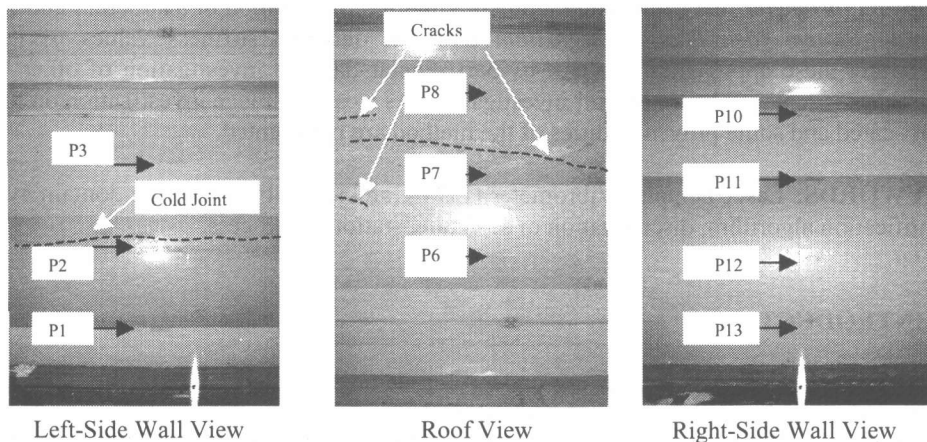 P3
Cold Joint
P2
P1
Left-Side Wall View
Cracks
P8
P7
P6
Roof View
P10
P11
P12
P13
Right-Side Wall View